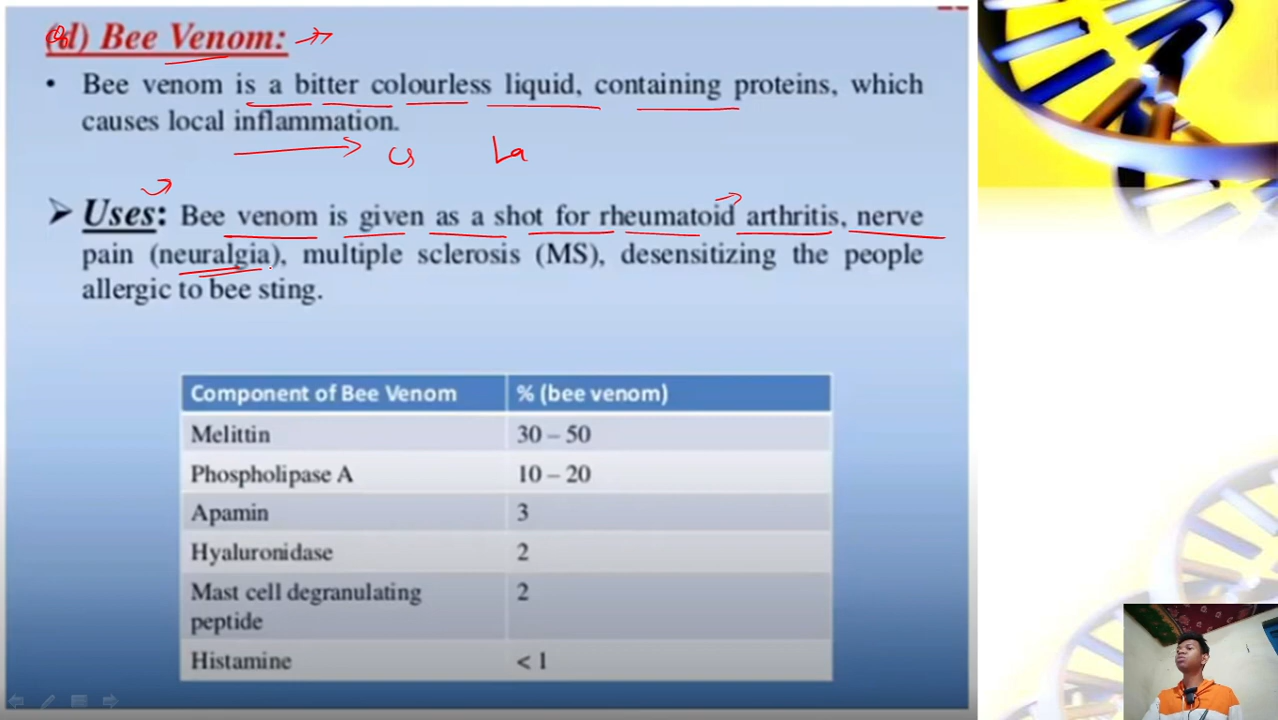 (d) Bee Venom:
• Bee venom is a bitter colourless liquid, containing proteins, which
causes local inflammation.
La
➤ Uses: Bee venom is given as a shot for rheumatoid arthritis, nerve
pain (neuralgia), multiple sclerosis (MS), desensitizing the people
allergic to bee sting.
Component of Bee Venom % (bee venom)
Melittin 30 – 50
Phospholipase A 10 – 20
Apamin 3
Hyaluronidase 2
Mast cell degranulating 2
peptide
Histamine < 1